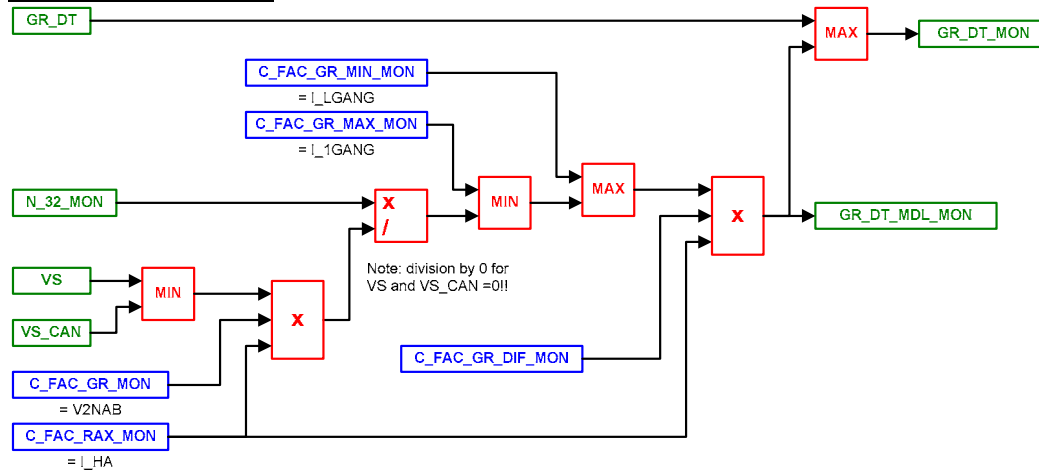 GR_DT
MAX
GR_DT_MON
C_FAC_GR_MIN_MON
= I_LGANG
C_FAC_GR_MAX_MON
= I_1GANG
N_32_MON
X
/
MIN
MAX
X
GR_DT_MDL_MON
Note: division by 0 for
VS and VS_CAN =0!!
VS
MIN
X
VS_CAN
C_FAC_GR_DIF_MON
C_FAC_GR_MON
= V2NAB
C_FAC_RAX_MON
= I_HA